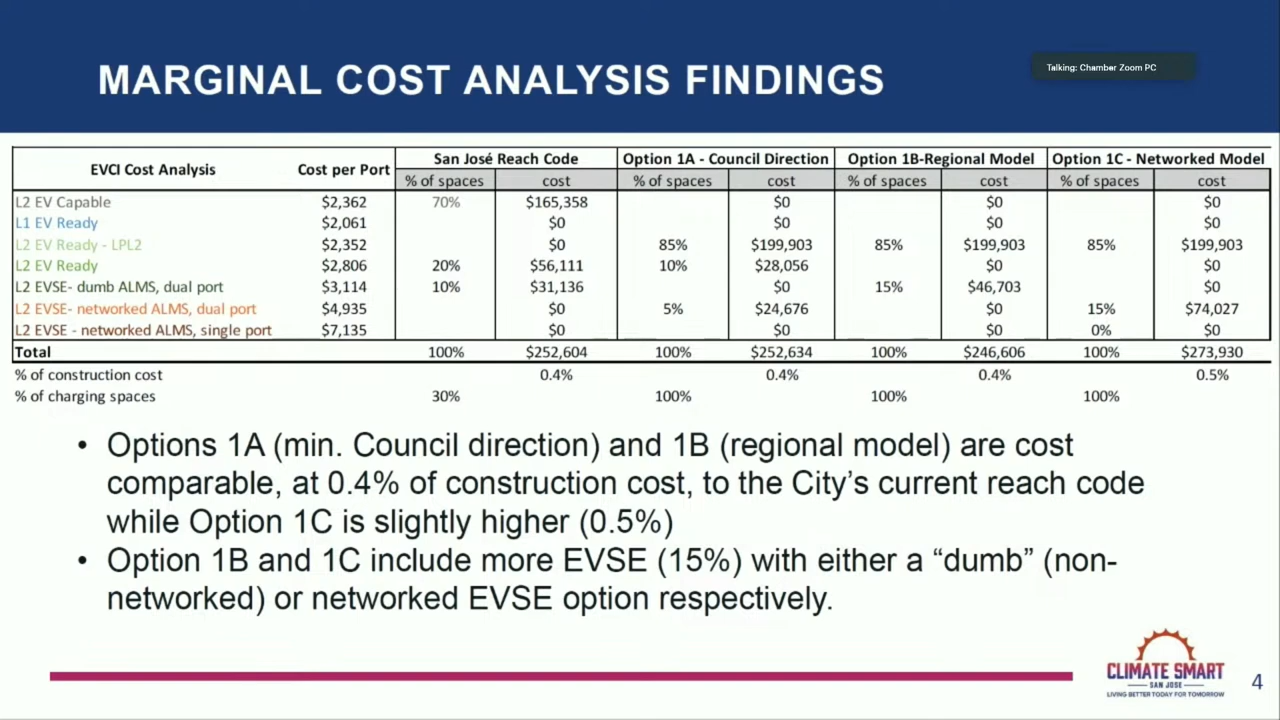 MARGINAL COST ANALYSIS FINDINGS
Talking: Chamber Zoom PC
EVCI Cost Analysis Cost per Port San José Reach Code Option 1A - Council Direction Option 1B-Regional Model Option 1C - Networked Model
% of spaces cost % of spaces cost % of spaces cost % of spaces cost
L2 EV Capable $2,362 70% $165,358 $0 $0 $0
L1 EV Ready $2,061 $0 $0 $0 $0
L2 EV Ready - LPL2 $2,352 $0 85% $199,903 85% $199,903 85% $199,903
L2 EV Ready $2,806 20% $56,111 10% $28,056 $0 $0
L2 EVSE- dumb ALMS, dual port $3,114 10% $31,136 $0 15% $46,703 $0
L2 EVSE- networked ALMS, dual port $4,935 $0 5% $24,676 $0 15% $74,027
L2 EVSE - networked ALMS, single port $7,135 $0 $0 $0 0% $0
Total 100% $252,604 100% $252,634 100% $246,606 100% $273,930
% of construction cost 0.4% 0.4% 0.4% 0.5%
% of charging spaces 30% 100% 100% 100%
• Options 1A (min. Council direction) and 1B (regional model) are cost
comparable, at 0.4% of construction cost, to the City’s current reach code
while Option 1C is slightly higher (0.5%)
• Option 1B and 1C include more EVSE (15%) with either a “dumb” (non-
networked) or networked EVSE option respectively.
CLIMATE SMART
SAN JOSE
LIVING BETTER TODAY FOR TOMORROW
4